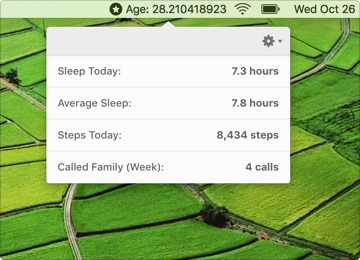 Age: 28.210418923 Wed Oct 26
Sleep Today: 7.3 hours
Average Sleep: 7.8 hours
Steps Today: 8,434 steps
Called Family (Week): 4 calls